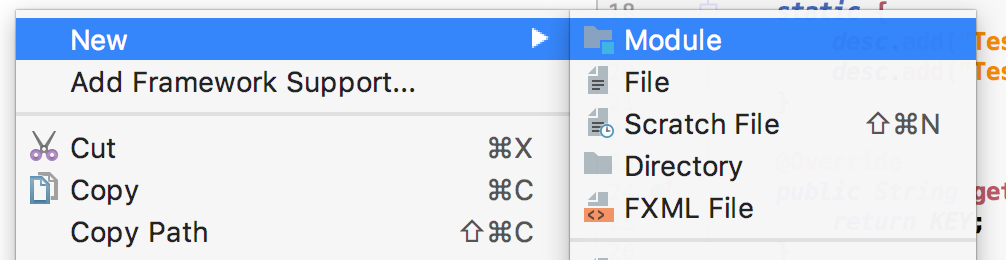 New
Add Framework Support...
Cut ⌘X
Copy ⌘C
Copy Path ⇧⌘C
Module
File
Scratch File ⇧⌘N
Directory
FXML File
18
static {
desc.add("Tes
desc.add("Tes
}
@Override
public String get
return KEY;
}